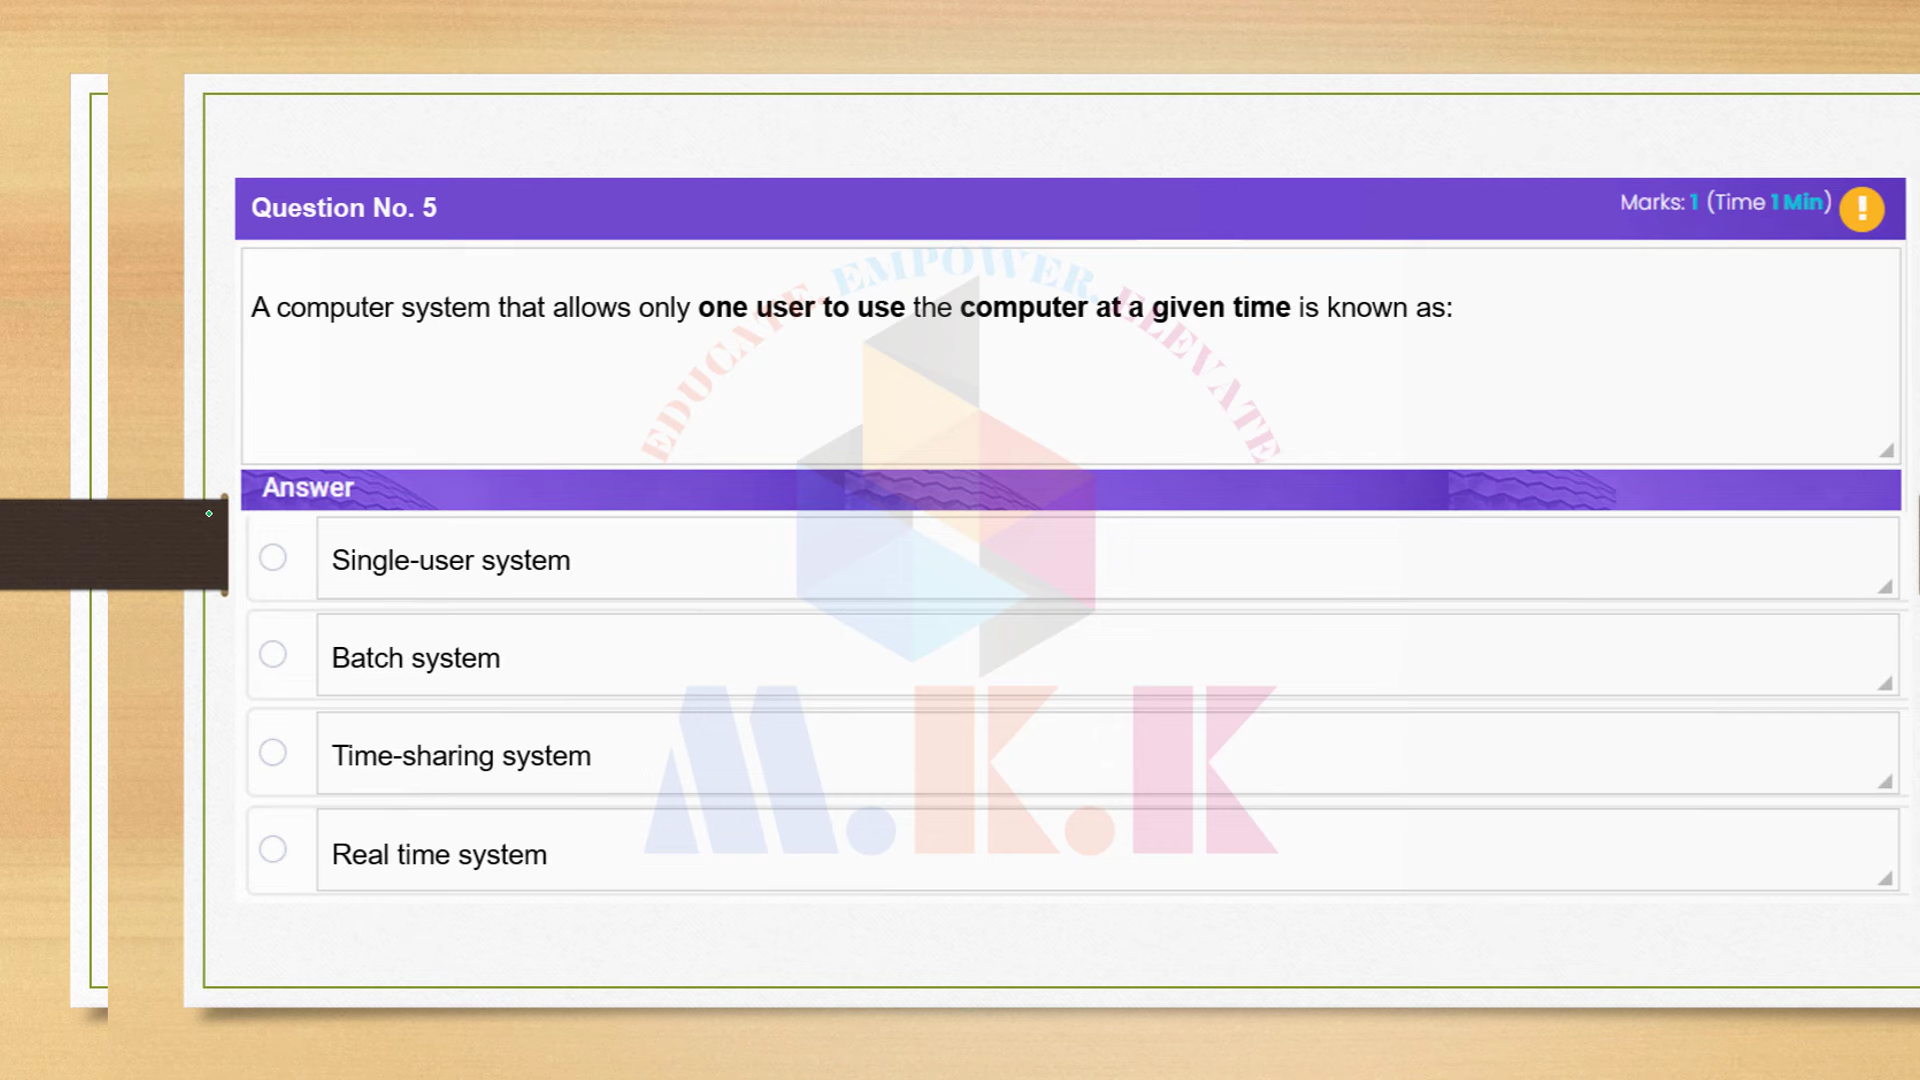 Question No. 5
Marks: 1 (Time 1 Min)
!
EDUCATE. EMPOWER. ELLEVATE
A computer system that allows only one user to use the computer at a given time is known as:
Answer
Single-user system
Batch system
Time-sharing system
M.K.K
Real time system